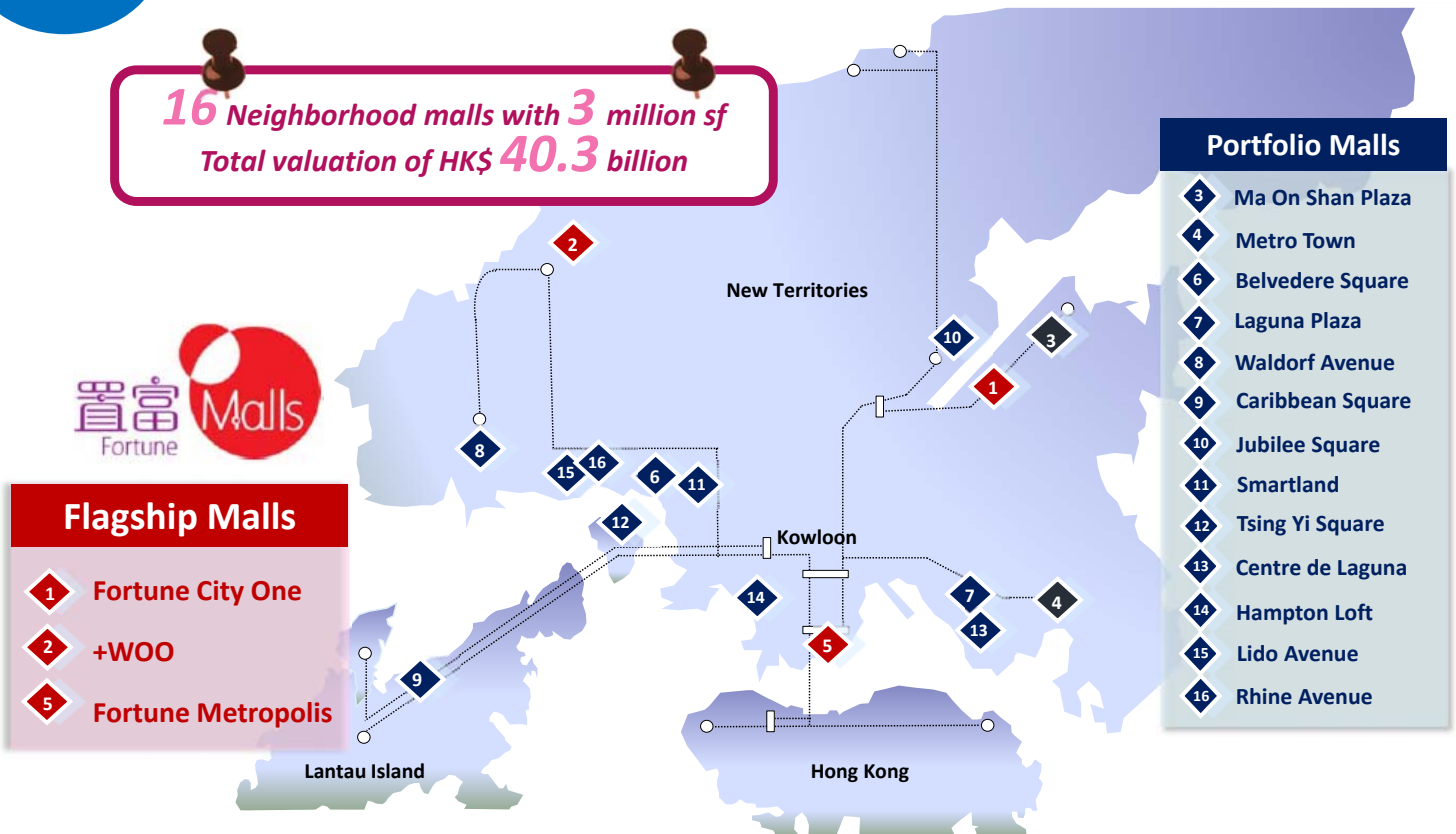 16 Neighborhood malls with 3 million sf
Total valuation of HK$ 40.3 billion
Portfolio Malls
3 Ma On Shan Plaza
4 Metro Town
6 Belvedere Square
7 Laguna Plaza
8 Waldorf Avenue
9 Caribbean Square
10 Jubilee Square
11 Smartland
12 Tsing Yi Square
13 Centre de Laguna
14 Hampton Loft
15 Lido Avenue
16 Rhine Avenue
2
New Territories
10
3
1
置富 Malls
Fortune
8
15
16
6
11
12
Kowloon
14
7
4
13
5
9
Lantau Island
Hong Kong
Flagship Malls
1 Fortune City One
2 +WOO
5 Fortune Metropolis